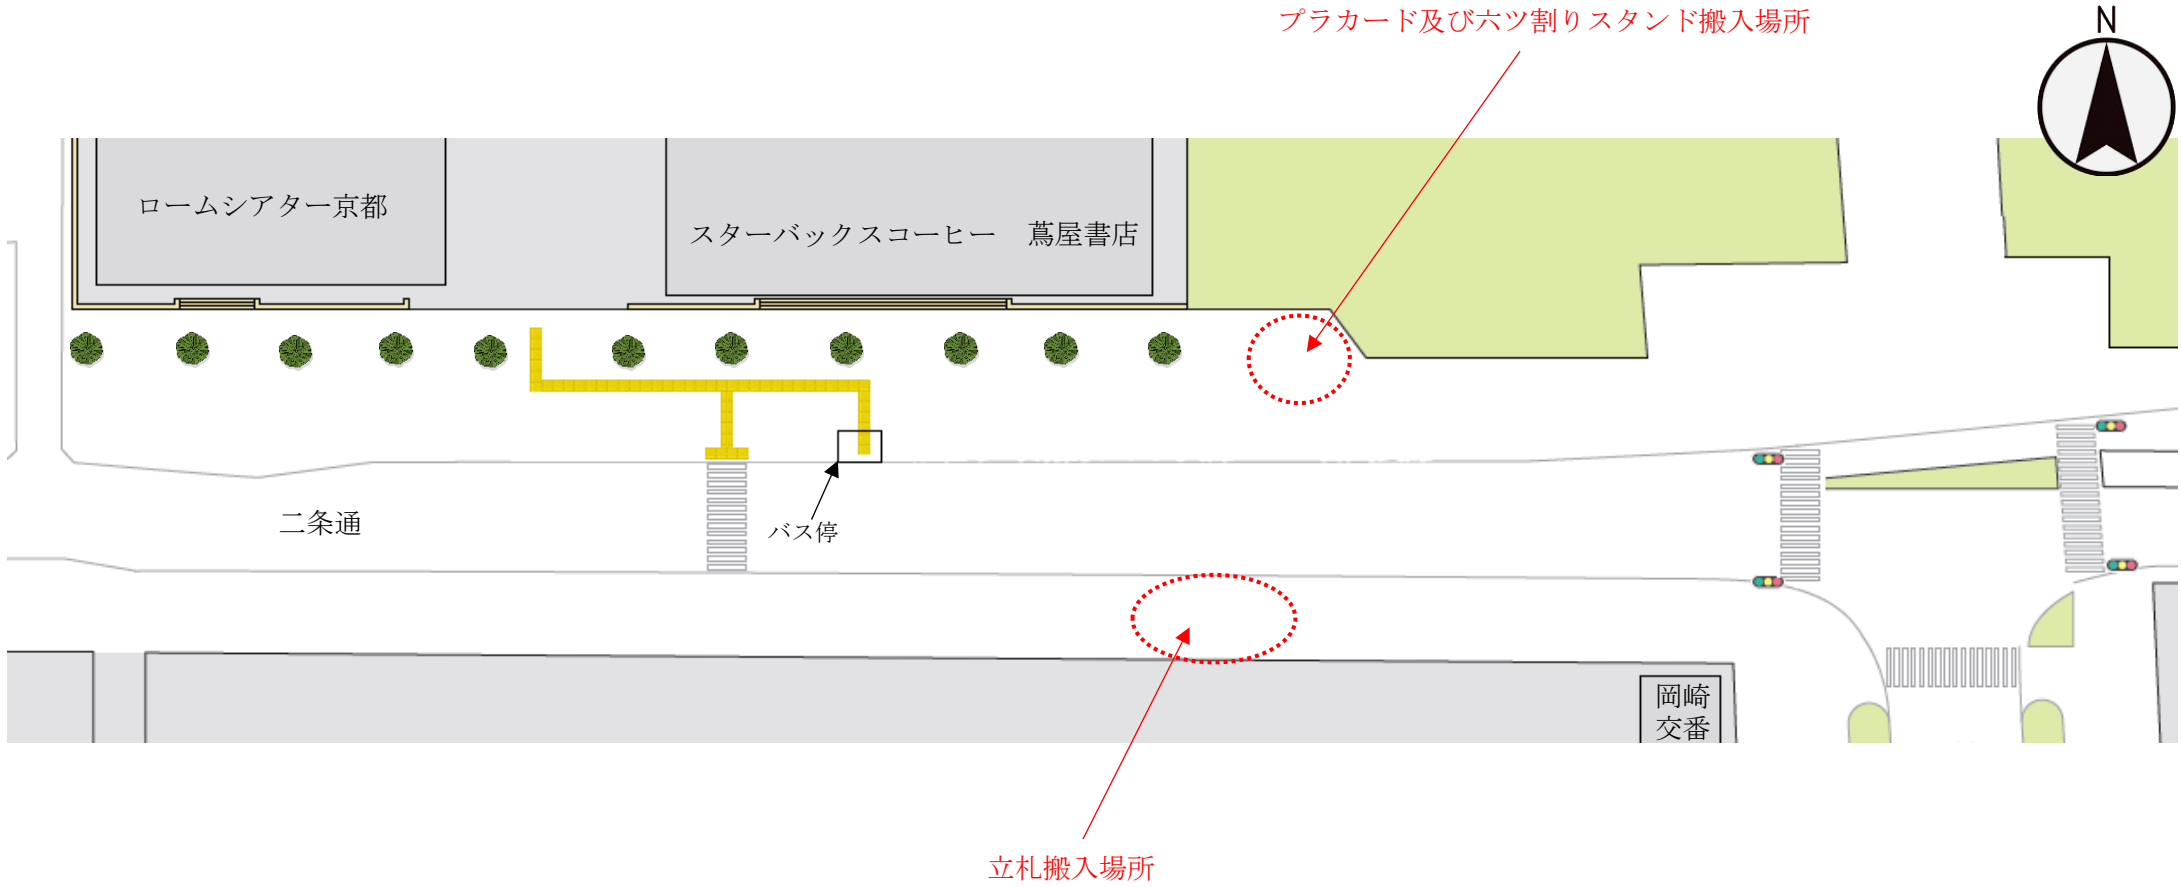 プラカード及び六ツ割りスタンド搬入場所
N
ロームシアター京都
スターバックスコーヒー　蔦屋書店
二条通
バス停
岡崎
交番
立札搬入場所